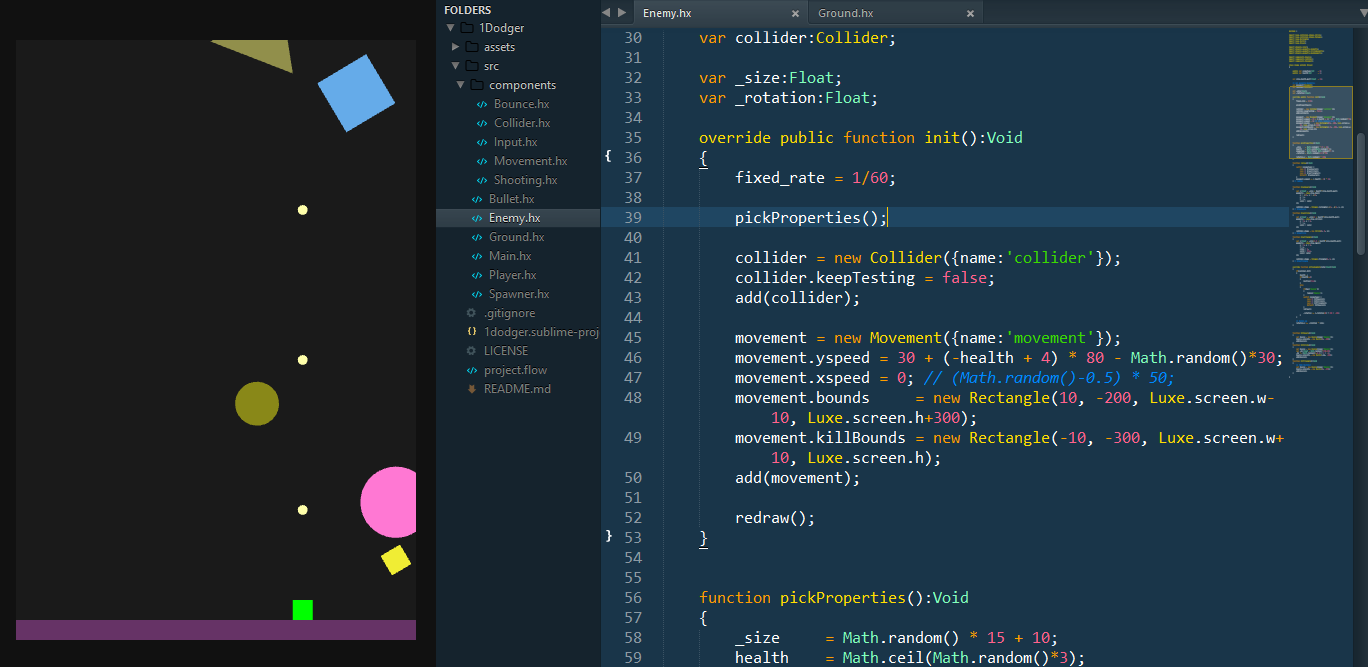 FOLDERS
1Dodger
assets
src
components
Bounce.hx
Collider.hx
Input.hx
Movement.hx
Shooting.hx
Bullet.hx
Enemy.hx
Ground.hx
Main.hx
Player.hx
Spawner.hx
.gitignore
1dodger.sublime-proj
LICENSE
project.flow
README.md
Enemy.hx × Ground.hx ×
30 var collider:Collider;
31
32 var _size:Float;
33 var _rotation:Float;
34
35 override public function init():Void
{ 36 {
37 fixed_rate = 1/60;
38
39 pickProperties();
40
41 collider = new Collider({name:'collider'});
42 collider.keepTesting = false;
43 add(collider);
44
45 movement = new Movement({name:'movement'});
46 movement.yspeed = 30 + (-health + 4) * 80 - Math.random()*30;
47 movement.xspeed = 0; // (Math.random()-0.5) * 50;
48 movement.bounds = new Rectangle(10, -200, Luxe.screen.w-
10, Luxe.screen.h+300);
49 movement.killBounds = new Rectangle(-10, -300, Luxe.screen.w+
10, Luxe.screen.h);
50 add(movement);
51
52 redraw();
} 53 }
54
55
56 function pickProperties():Void
57 {
58 _size = Math.random() * 15 + 10;
59 health = Math.ceil(Math.random()*3);